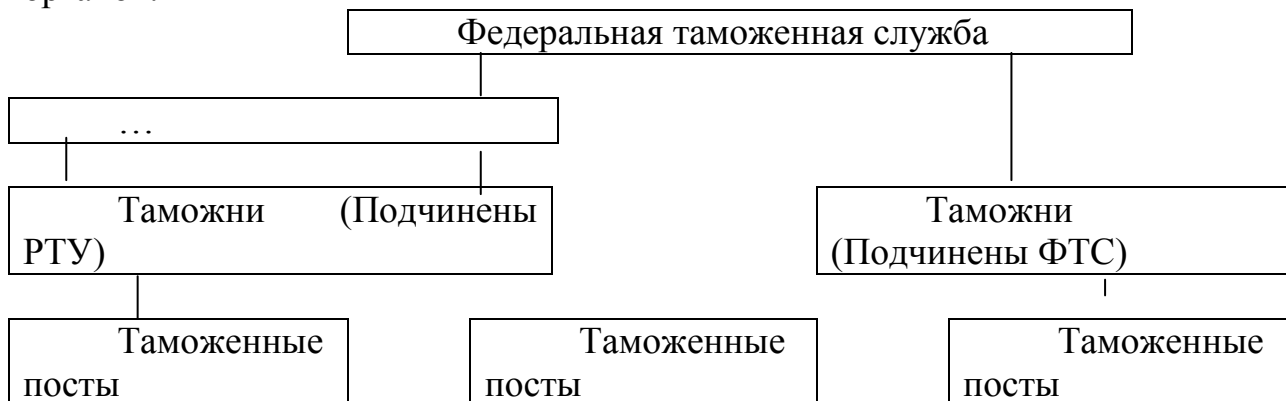 Федеральная таможенная служба
…
Таможни (Подчинены
РТУ)
Таможни
(Подчинены ФТС)
Таможенные
посты
Таможенные
посты
Таможенные
посты